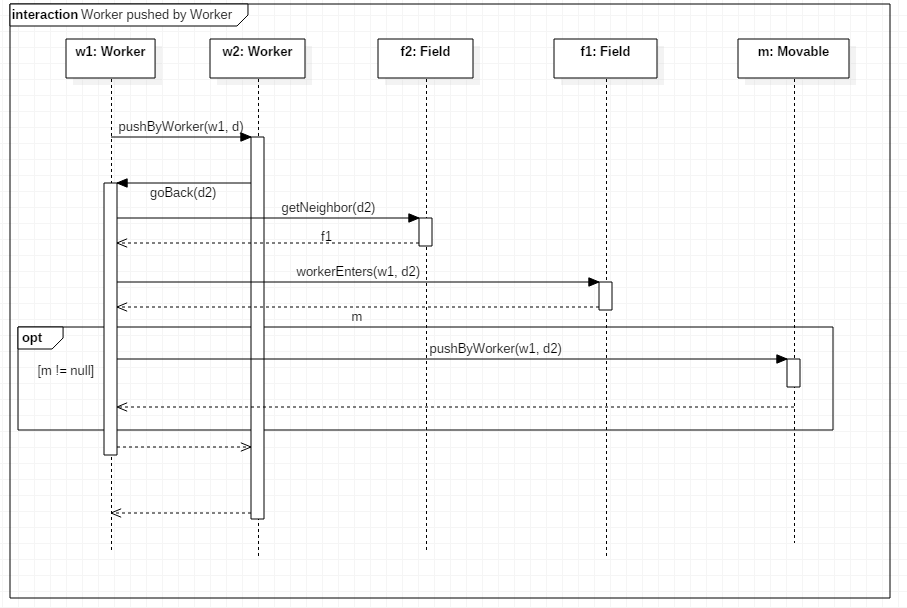 interaction Worker pushed by Worker
w1: Worker
w2: Worker
f2: Field
f1: Field
m: Movable
pushByWorker(w1, d)
goBack(d2)
getNeighbor(d2)
f1
workerEnters(w1, d2)
m
opt
pushByWorker(w1, d2)
[m != null]